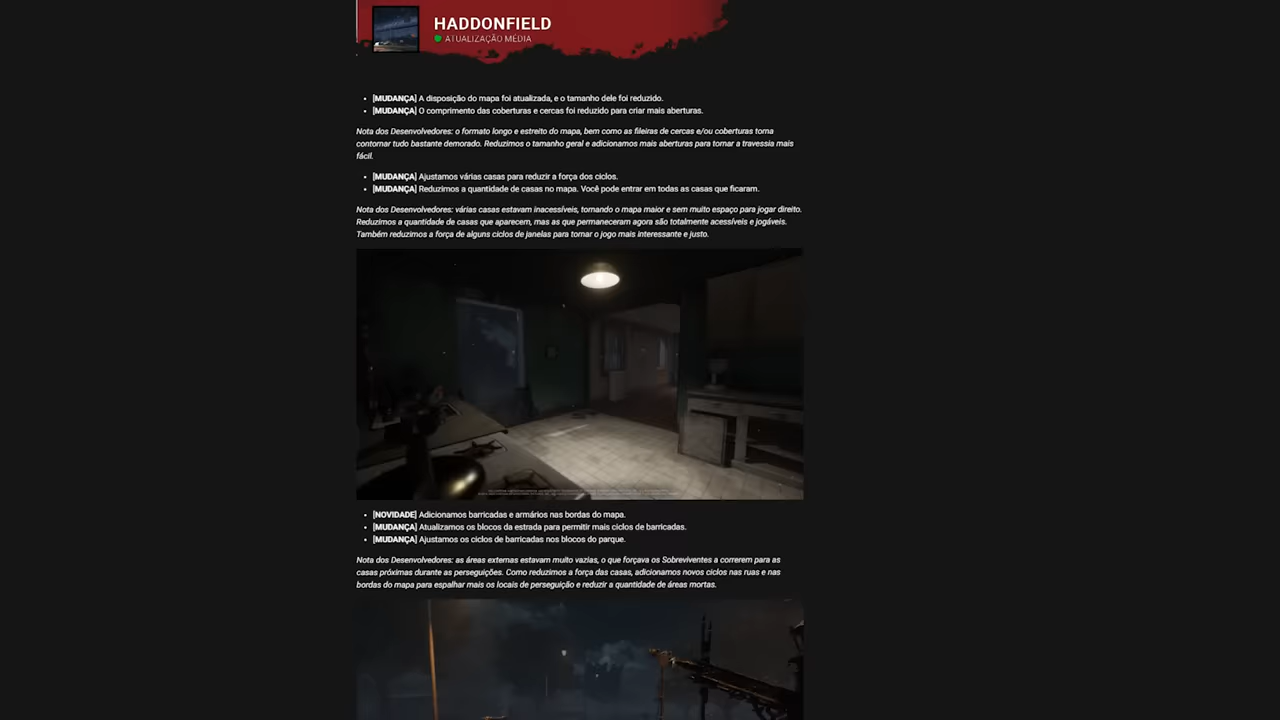 HADDONFIELD
ATUALIZAÇÃO MÉDIA
• [MUDANÇA] A disposição do mapa foi atualizada, e o tamanho dele foi reduzido.
• [MUDANÇA] O comprimento das coberturas e cercas foi reduzido para criar mais aberturas.
Nota dos Desenvolvedores: o formato longo e estreito do mapa, bem como as fileiras de cercas e/ou coberturas torna
contornar tudo bastante demorado. Reduzimos o tamanho geral e adicionamos mais aberturas para tornar a travessia mais
fácil.
• [MUDANÇA] Ajustamos várias casas para reduzir a força dos ciclos.
• [MUDANÇA] Reduzimos a quantidade de casas no mapa. Você pode entrar em todas as casas que ficaram.
Nota dos Desenvolvedores: várias casas estavam inacessíveis, tornando o mapa maior e sem muito espaço para jogar direito.
Reduzimos a quantidade de casas que aparecem, mas as que permaneceram agora são totalmente acessíveis e jogáveis.
Também reduzimos a força de alguns ciclos de janelas para tornar o jogo mais interessante e justo.
• [NOVIDADE] Adicionamos barricadas e armários nas bordas do mapa.
• [MUDANÇA] Atualizamos os blocos da estrada para permitir mais ciclos de barricadas.
• [MUDANÇA] Ajustamos os ciclos de barricadas nos blocos do parque.
Nota dos Desenvolvedores: as áreas externas estavam muito vazias, o que forçava os Sobreviventes a correrem para as
casas próximas durante as perseguições. Como reduzimos a força das casas, adicionamos novos ciclos nas ruas e nas
bordas do mapa para espalhar mais os locais de perseguição e reduzir a quantidade de áreas mortas.